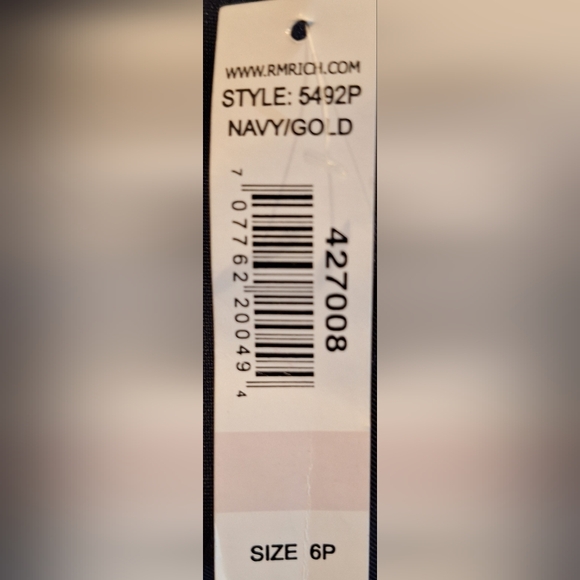 WWW.RMRICH.COM
STYLE: 5492P
NAVY/GOLD
7 07762 20049 4
427008
SIZE 6P